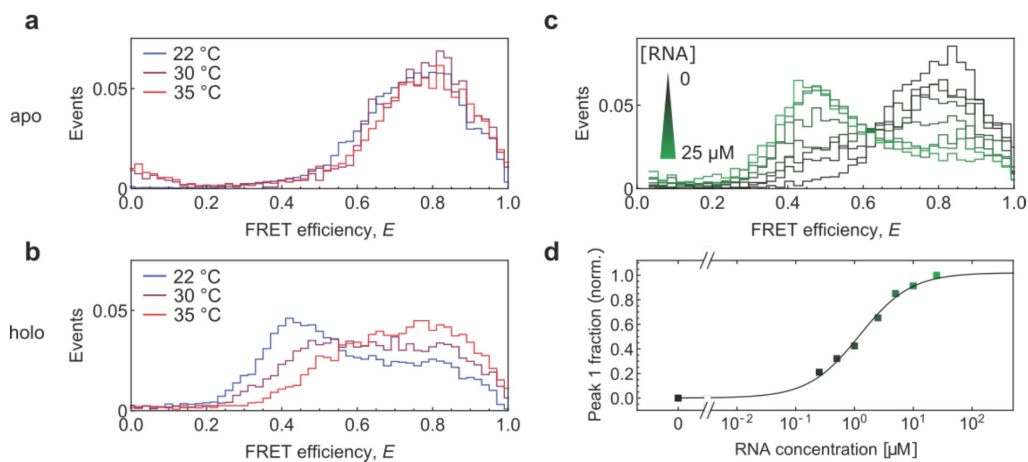 a
apo
Events
0.05
0
22 °C
30 °C
35 °C
0.0 0.2 0.4 0.6 0.8 1.0
FRET efficiency, E
b
holo
Events
0.05
0
22 °C
30 °C
35 °C
0.0 0.2 0.4 0.6 0.8 1.0
FRET efficiency, E
c
Events
0.05
0
[RNA]
0
25 µM
0.0 0.2 0.4 0.6 0.8 1.0
FRET efficiency, E
d
Peak 1 fraction (norm.)
1.0
0.8
0.6
0.4
0.2
0.0
0 10⁻² 10⁻¹ 10⁰ 10¹ 10²
RNA concentration [µM]